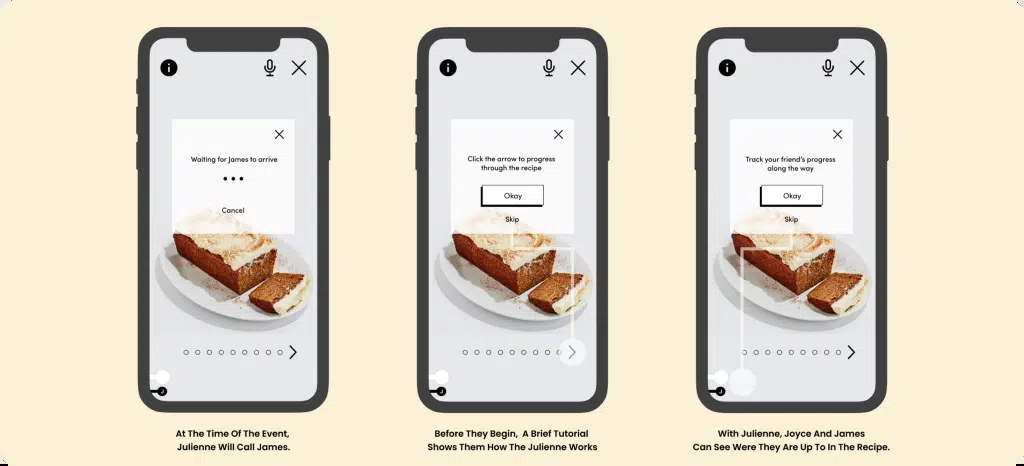 Waiting for James to arrive
Cancel
At The Time Of The Event,
Julienne Will Call James.
Click the arrow to progress
through the recipe
Okay
Skip
Before They Begin, A Brief Tutorial
Shows Them How The Julienne Works
Track your friend's progress
along the way
Okay
Skip
With Julienne, Joyce And James
Can See Were They Are Up To In The Recipe.